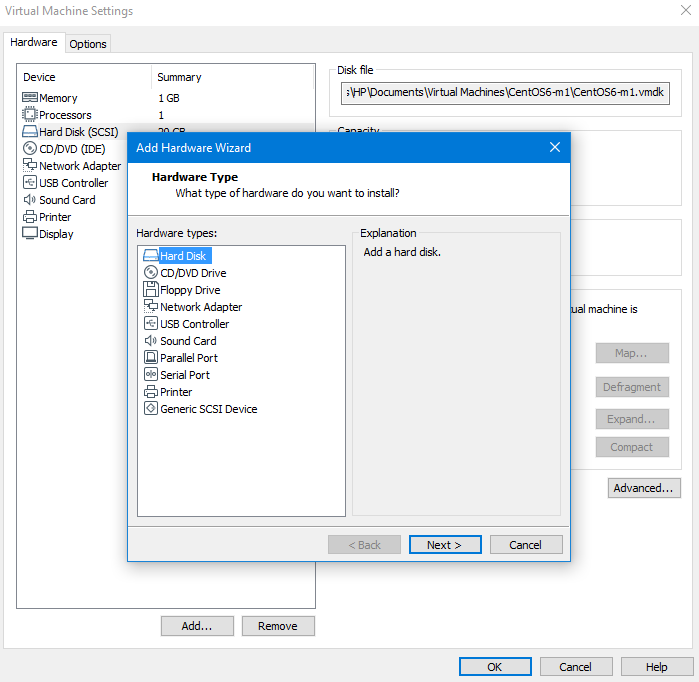 Virtual Machine Settings
Hardware
Options
Device Summary
Memory 1 GB
Processors 1
Hard Disk (SCSI) 20 GB
CD/DVD (IDE)
Network Adapter
USB Controller
Sound Card
Printer
Display
Disk file
:\HP\Documents\Virtual Machines\CentOS6-m1\CentOS6-m1.vmdk
Capacity
Add Hardware Wizard
Hardware Type
What type of hardware do you want to install?
Hardware types:
Hard Disk
CD/DVD Drive
Floppy Drive
Network Adapter
USB Controller
Sound Card
Parallel Port
Serial Port
Printer
Generic SCSI Device
Explanation
Add a hard disk.
< Back
Next >
Cancel
machine is
Map...
Defragment
Expand...
Compact
Advanced...
Add...
Remove
OK
Cancel
Help